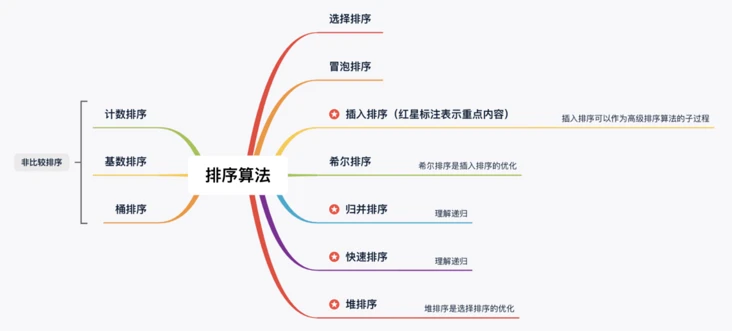 选择排序
冒泡排序
插入排序（红星标注表示重点内容）
插入排序可以作为高级排序算法的子过程
希尔排序
希尔排序是插入排序的优化
归并排序
理解递归
快速排序
理解递归
堆排序
堆排序是选择排序的优化
排序算法
计数排序
基数排序
桶排序
非比较排序